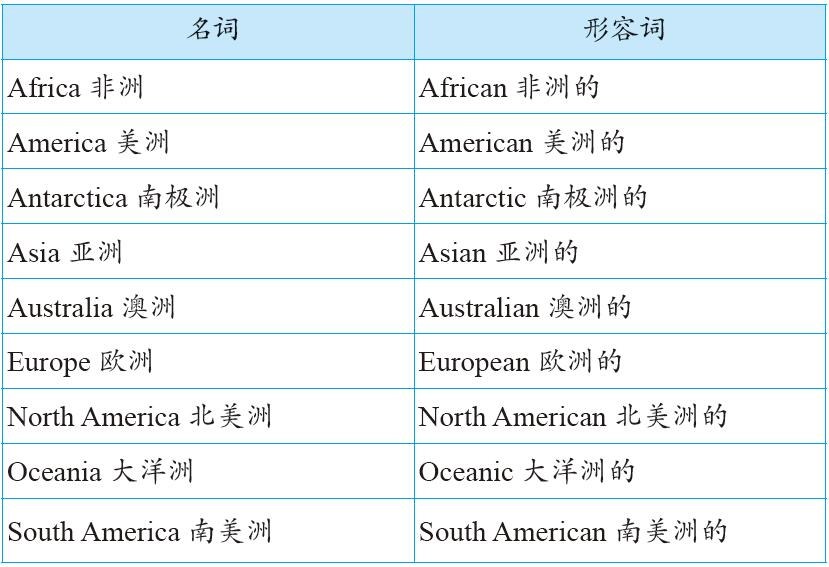 名词 形容词
Africa 非洲 African 非洲的
America 美洲 American 美洲的
Antarctica 南极洲 Antarctic 南极洲的
Asia 亚洲 Asian 亚洲的
Australia 澳洲 Australian 澳洲的
Europe 欧洲 European 欧洲的
North America 北美洲 North American 北美洲的
Oceania 大洋洲 Oceanic 大洋洲的
South America 南美洲 South American 南美洲的